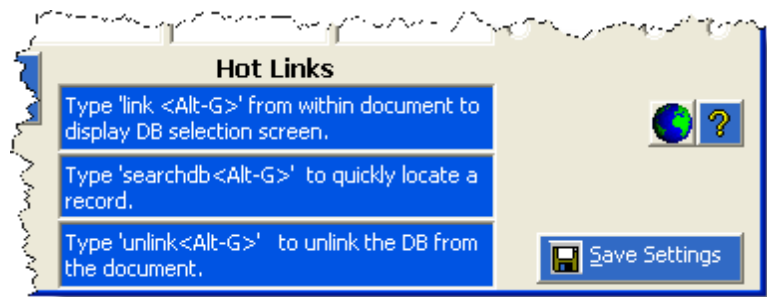 Hot Links
Type 'link <Alt-G>' from within document to
display DB selection screen.
Type 'searchdb<Alt-G>' to quickly locate a
record.
Type 'unlink<Alt-G>' to unlink the DB from
the document.
?
Save Settings